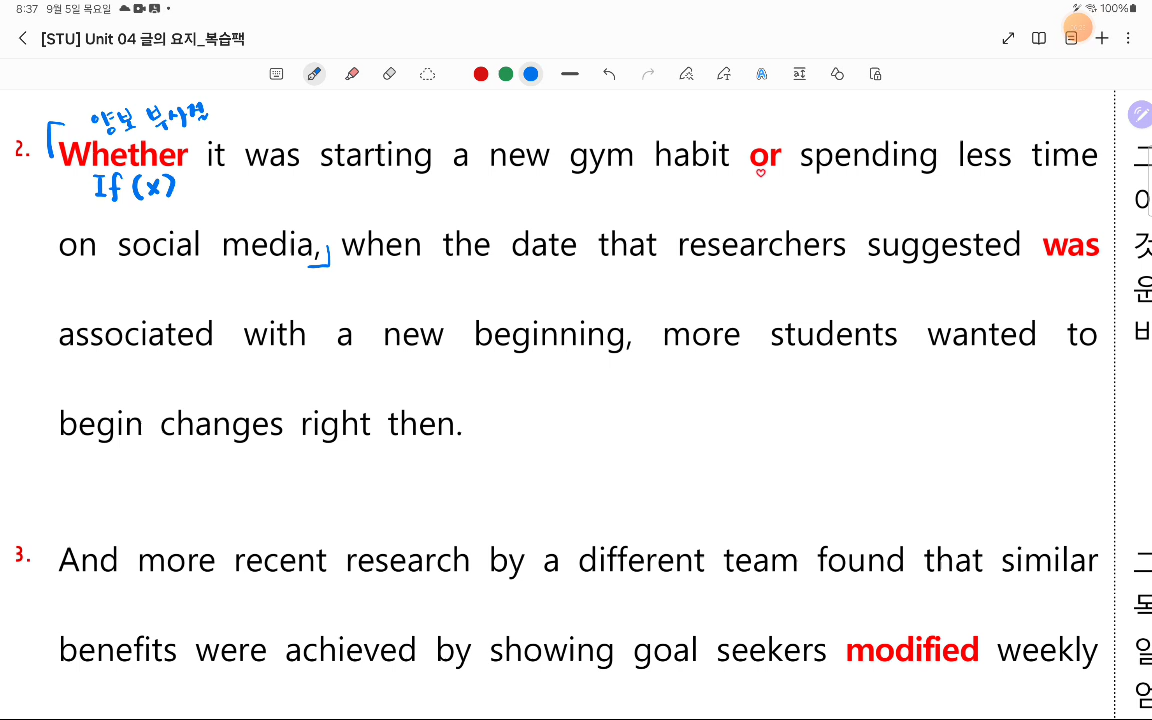 8:37 9월 5일 목요일
100%
[STU] Unit 04 글의 요지_복습팩
양보 부사절
2. Whether it was starting a new gym habit or spending less time
If (x)
on social media, when the date that researchers suggested was
associated with a new beginning, more students wanted to
begin changes right then.
3. And more recent research by a different team found that similar
benefits were achieved by showing goal seekers modified weekly